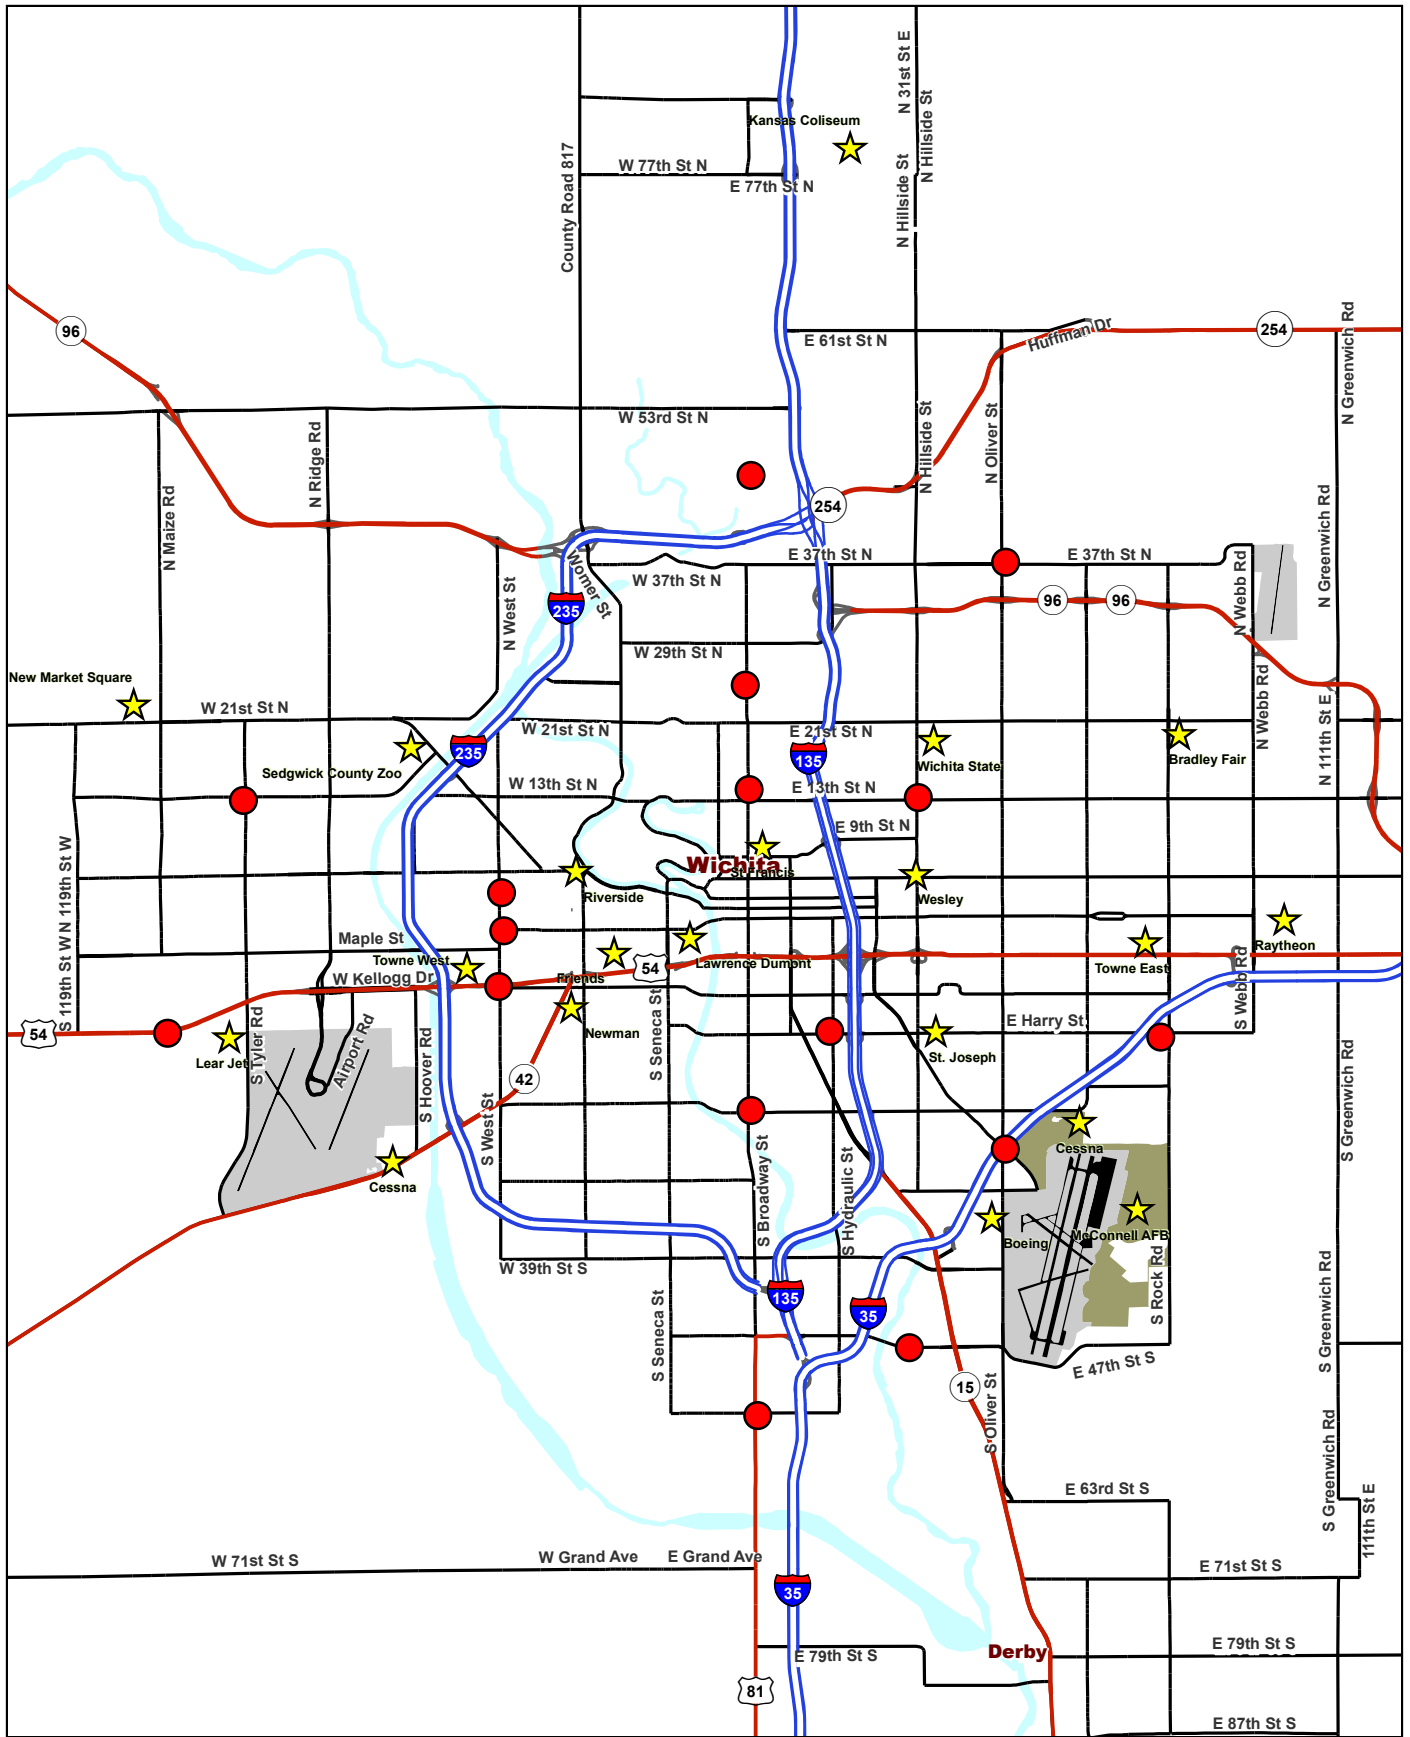 N 31st St E
N Hillside St
Kansas Coliseum
County Road 817
W 77th St N
E 77th St N
N Hillside St
96
254
Huffman Dr
E 61st St N
N Greenwich Rd
W 53rd St N
N Ridge Rd
N Hillside St
N Oliver St
N Maize Rd
254
N Greenwich Rd
E 37th St N
E 37th St N
W 37th St N
Womer St
N West St
235
96
96
N Webb Rd
W 29th St N
New Market Square
W 21st St N
W 21st St N
E 21st St N
N Webb Rd
N 111th St E
235
135
Sedgwick County Zoo
Wichita State
Bradley Fair
W 13th St N
E 13th St N
E 9th St N
Wichita
St Francis
Riverside
Wesley
N 119th St W
S 119th St W
Maple St
Towne West
W Kellogg Dr
Friends
54
Lawrence Dumont
Towne East
Raytheon
S Webb Rd
54
Lear Jet
S Tyler Rd
Airport Rd
S Hoover Rd
Newman
S Seneca St
E Harry St
St. Joseph
42
S West St
S Greenwich Rd
Cessna
Cessna
S Broadway St
S Hydraulic St
Boeing
McConnell AFB
W 39th St S
S Rock Rd
135
35
S Seneca St
S Greenwich Rd
E 47th St S
15
S Oliver St
S Greenwich Rd
E 63rd St S
111th St E
W 71st St S
W Grand Ave
E Grand Ave
E 71st St S
35
Derby
E 79th St S
E 79th St S
81
E 87th St S